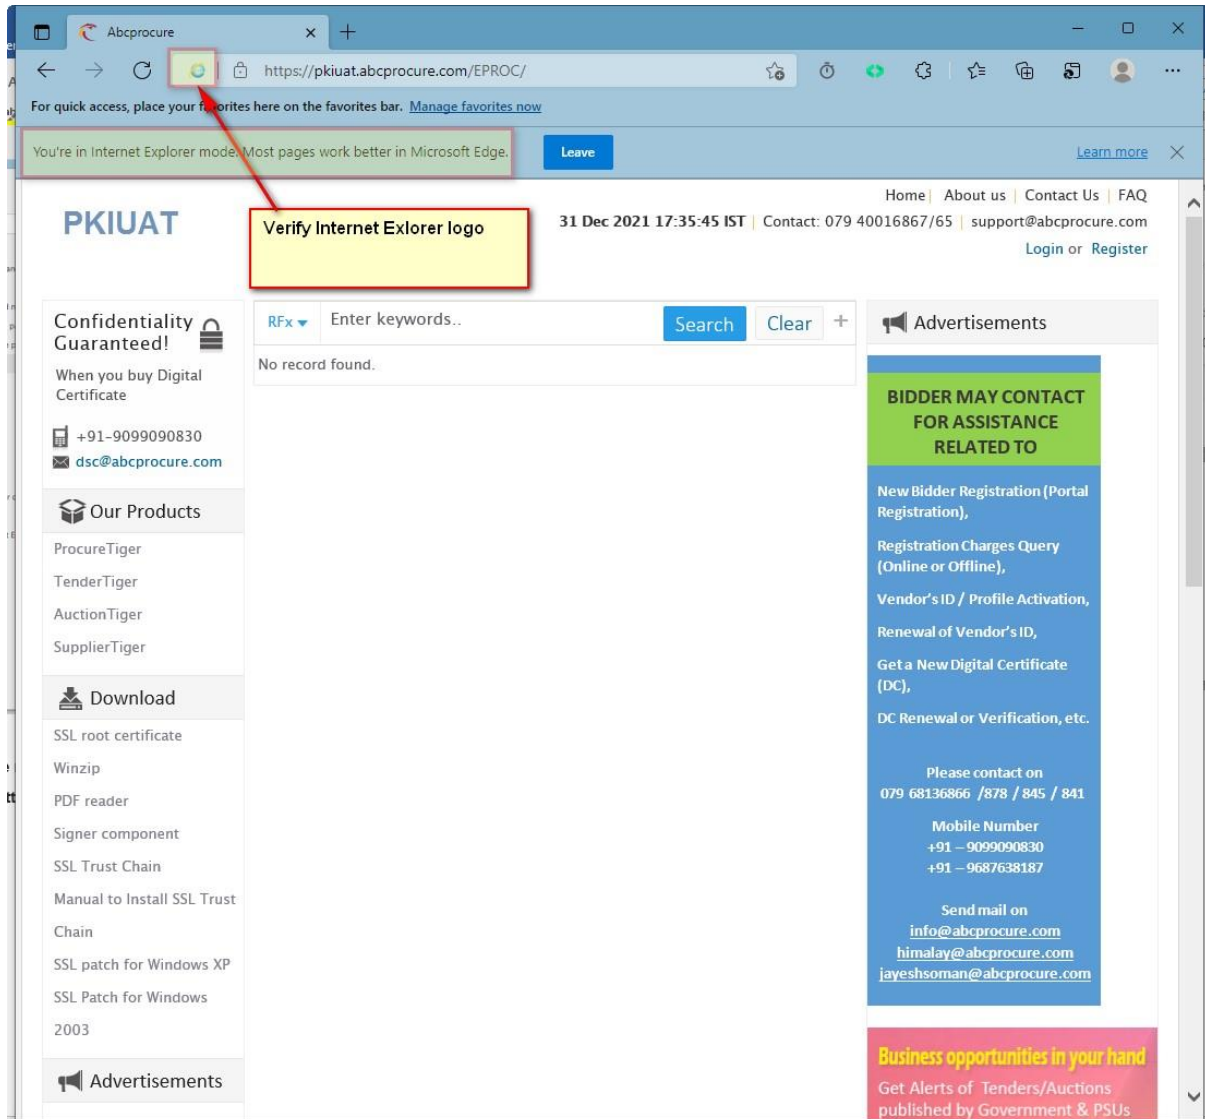 Abcprocure
https://pkiuat.abcprocure.com/EPROC/
For quick access, place your favorites here on the favorites bar. Manage favorites now
You're in Internet Explorer mode. Most pages work better in Microsoft Edge. Leave Learn more
Home | About us | Contact Us | FAQ
PKIUAT
Verify Internet Exlorer logo
31 Dec 2021 17:35:45 IST | Contact: 079 40016867/65 | support@abcprocure.com
Login or Register
Confidentiality
Guaranteed!
When you buy Digital
Certificate
+91-9099090830
dsc@abcprocure.com
Our Products
ProcureTiger
TenderTiger
AuctionTiger
SupplierTiger
Download
SSL root certificate
Winzip
PDF reader
Signer component
SSL Trust Chain
Manual to Install SSL Trust
Chain
SSL patch for Windows XP
SSL Patch for Windows
2003
Advertisements
RFx Enter keywords.. Search Clear +
No record found.
Advertisements
BIDDER MAY CONTACT
FOR ASSISTANCE
RELATED TO
New Bidder Registration (Portal
Registration),
Registration Charges Query
(Online or Offline),
Vendor's ID / Profile Activation,
Renewal of Vendor's ID,
Get a New Digital Certificate
(DC),
DC Renewal or Verification, etc.
Please contact on
079 68136866 /878 / 845 / 841
Mobile Number
+91 – 9099090830
+91 – 9687638187
Send mail on
info@abcprocure.com
himalay@abcprocure.com
jayeshsoman@abcprocure.com
Business opportunities in your hand
Get Alerts of Tenders/Auctions
published by Government & PSUs